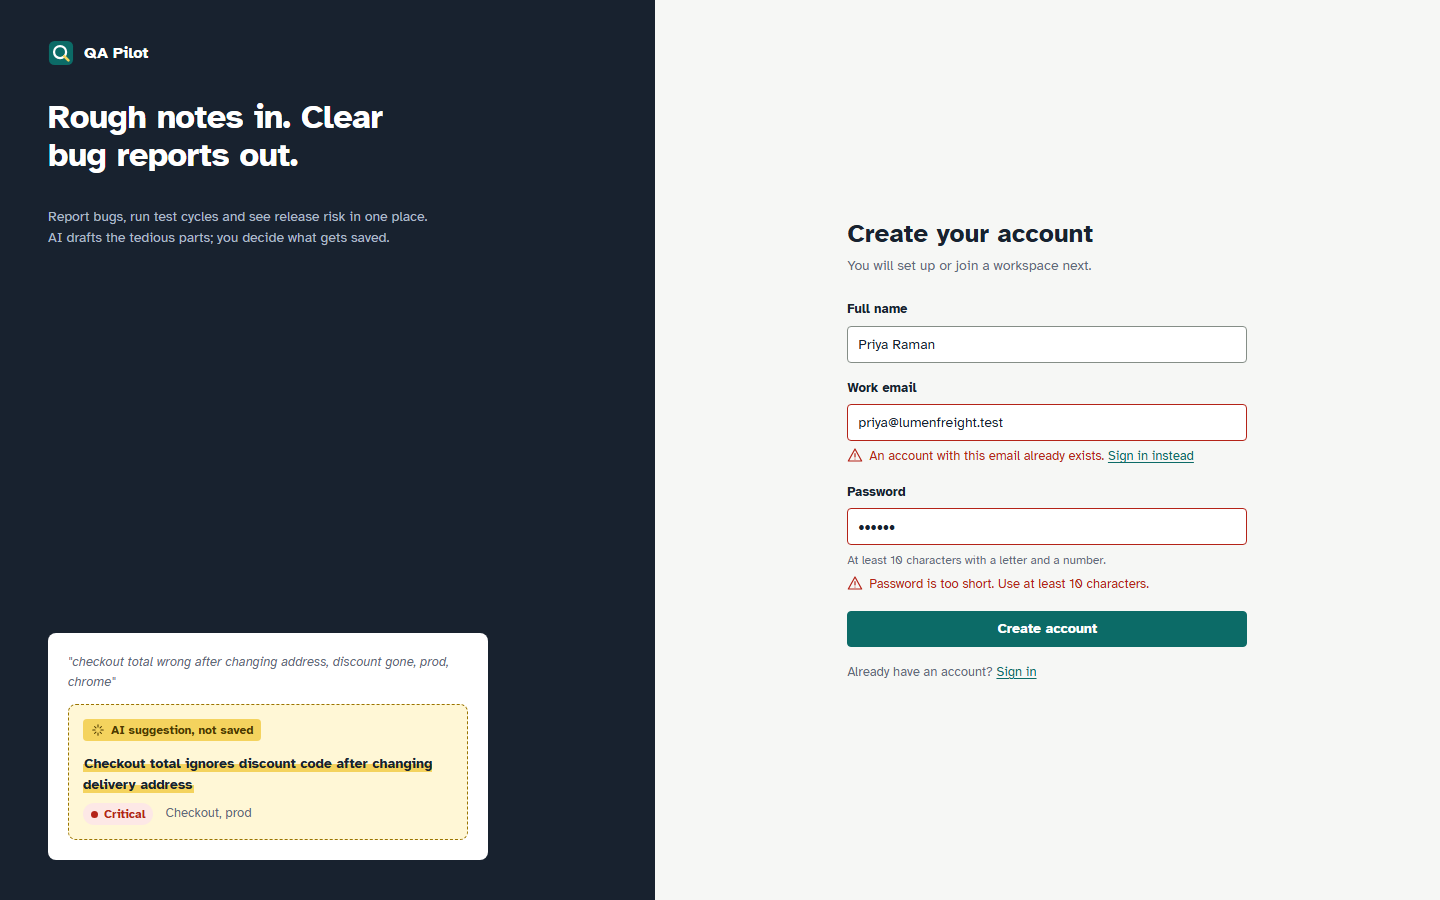 QA Pilot
Rough notes in. Clear
bug reports out.
Report bugs, run test cycles and see release risk in one place.
AI drafts the tedious parts; you decide what gets saved.
"checkout total wrong after changing address, discount gone, prod,
chrome"
AI suggestion, not saved
Checkout total ignores discount code after changing
delivery address
Critical Checkout, prod
Create your account
You will set up or join a workspace next.
Full name
Priya Raman
Work email
priya@lumenfreight.test
An account with this email already exists. Sign in instead
Password
••••••
At least 10 characters with a letter and a number.
Password is too short. Use at least 10 characters.
Create account
Already have an account? Sign in